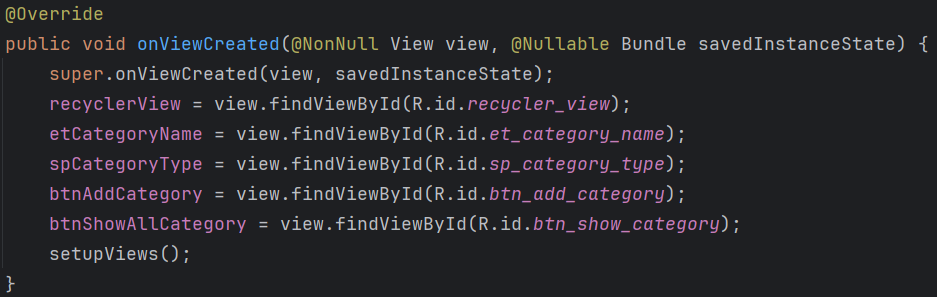 @Override
public void onViewCreated(@NonNull View view, @Nullable Bundle savedInstanceState) {
    super.onViewCreated(view, savedInstanceState);
    recyclerView = view.findViewById(R.id.recycler_view);
    etCategoryName = view.findViewById(R.id.et_category_name);
    spCategoryType = view.findViewById(R.id.sp_category_type);
    btnAddCategory = view.findViewById(R.id.btn_add_category);
    btnShowAllCategory = view.findViewById(R.id.btn_show_category);
    setupViews();
}